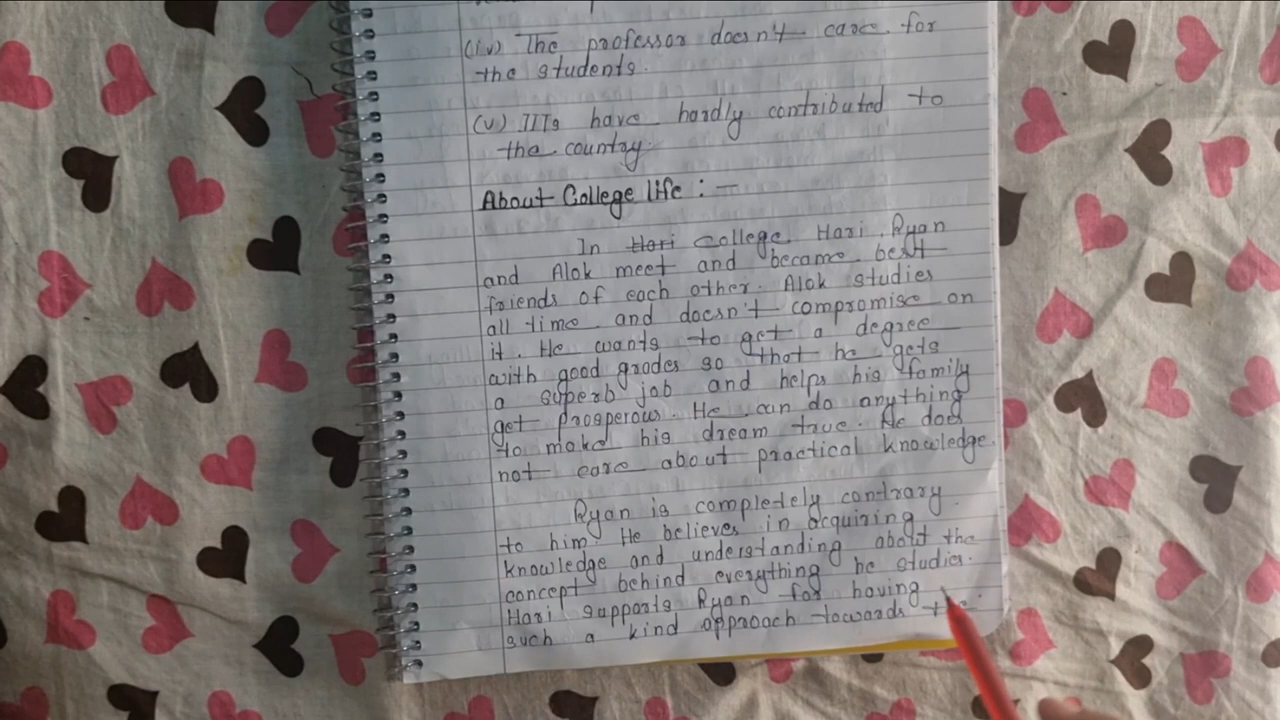 (iv) The professor doesn't care for
the students.
(v) IITs have hardly contributed to
the country.
About College life : —
In Hari college Hari, Ryan
and Alok meet and became best
friends of each other. Alok studies
all time and doesn't compromise on
it. He wants to get a degree
with good grades so that he gets
a superb job and helps his family
get prosperous. He can do anything
to make his dream true. He does
not care about practical knowledge.
Ryan is completely contrary
to him. He believes in acquiring
knowledge and understanding about the
concept behind everything he studies.
Hari supports Ryan for having
such a kind approach towards the